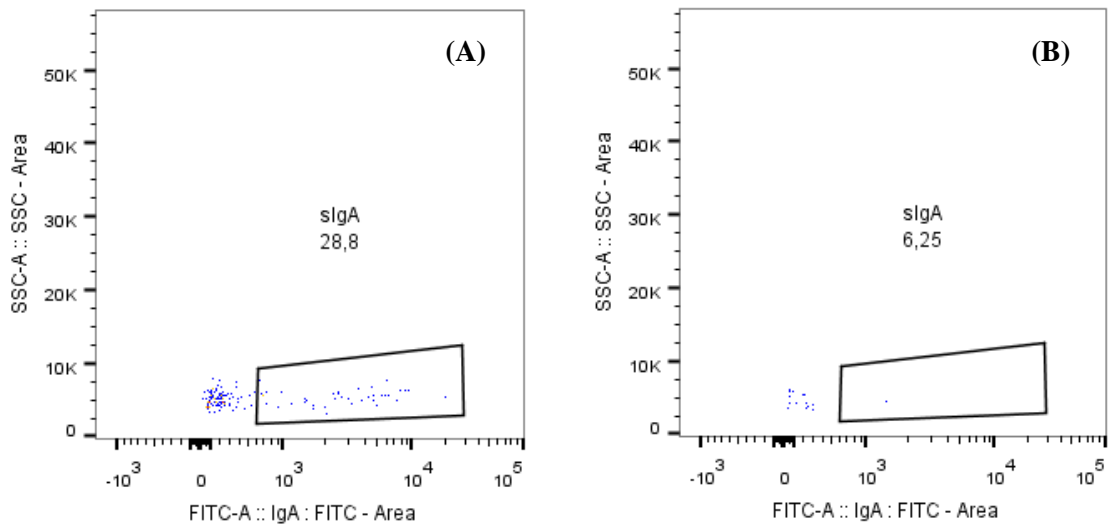 (A)
50K
40K
30K
20K
10K
0
SSC-A :: SSC - Area
sIgA
28,8
-10^3 0 10^3 10^4 10^5
FITC-A :: IgA : FITC - Area
(B)
50K
40K
30K
20K
10K
0
SSC-A :: SSC - Area
sIgA
6,25
-10^3 0 10^3 10^4 10^5
FITC-A :: IgA : FITC - Area